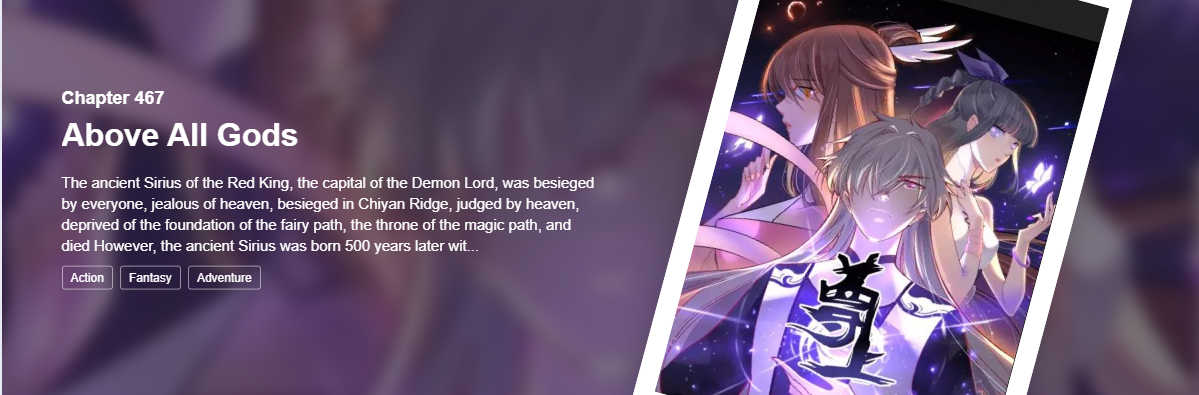 Chapter 467
Above All Gods
The ancient Sirius of the Red King, the capital of the Demon Lord, was besieged
by everyone, jealous of heaven, besieged in Chiyan Ridge, judged by heaven,
deprived of the foundation of the fairy path, the throne of the magic path, and
died However, the ancient Sirius was born 500 years later wit...
Action Fantasy Adventure
尊上